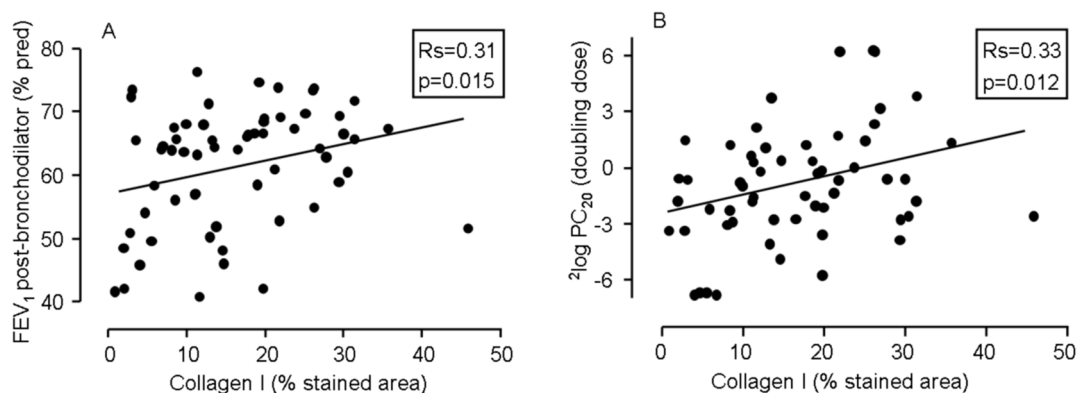 A
FEV₁ post-bronchodilator (% pred)
80
70
60
50
40
Rs=0.31
p=0.015
0 10 20 30 40 50
Collagen I (% stained area)
B
²log PC₂₀ (doubling dose)
6
3
0
-3
-6
Rs=0.33
p=0.012
0 10 20 30 40 50
Collagen I (% stained area)